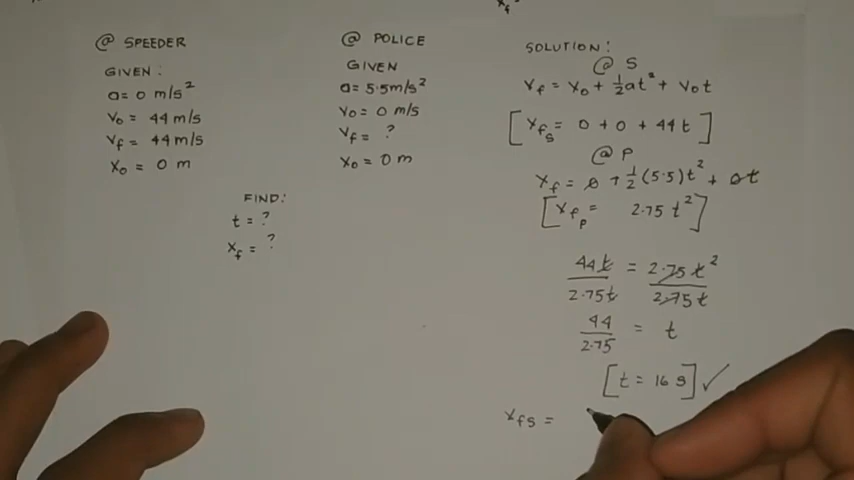 xf
@ SPEEDER
GIVEN:
a = 0 m/s²
v₀ = 44 m/s
vf = 44 m/s
x₀ = 0 m
@ POLICE
GIVEN
a = 5.5 m/s²
v₀ = 0 m/s
vf = ?
x₀ = 0 m
FIND:
t = ?
xf = ?
SOLUTION:
@ S
xf = x₀ + ½at² + v₀t
[xfs = 0 + 0 + 44t]
@ P
xf = 0 + ½(5.5)t² + 0t
[xfp = 2.75t²]
44t/2.75t = 2.75t²/2.75t
44/2.75 = t
[t = 16 s] ✓
xfs =